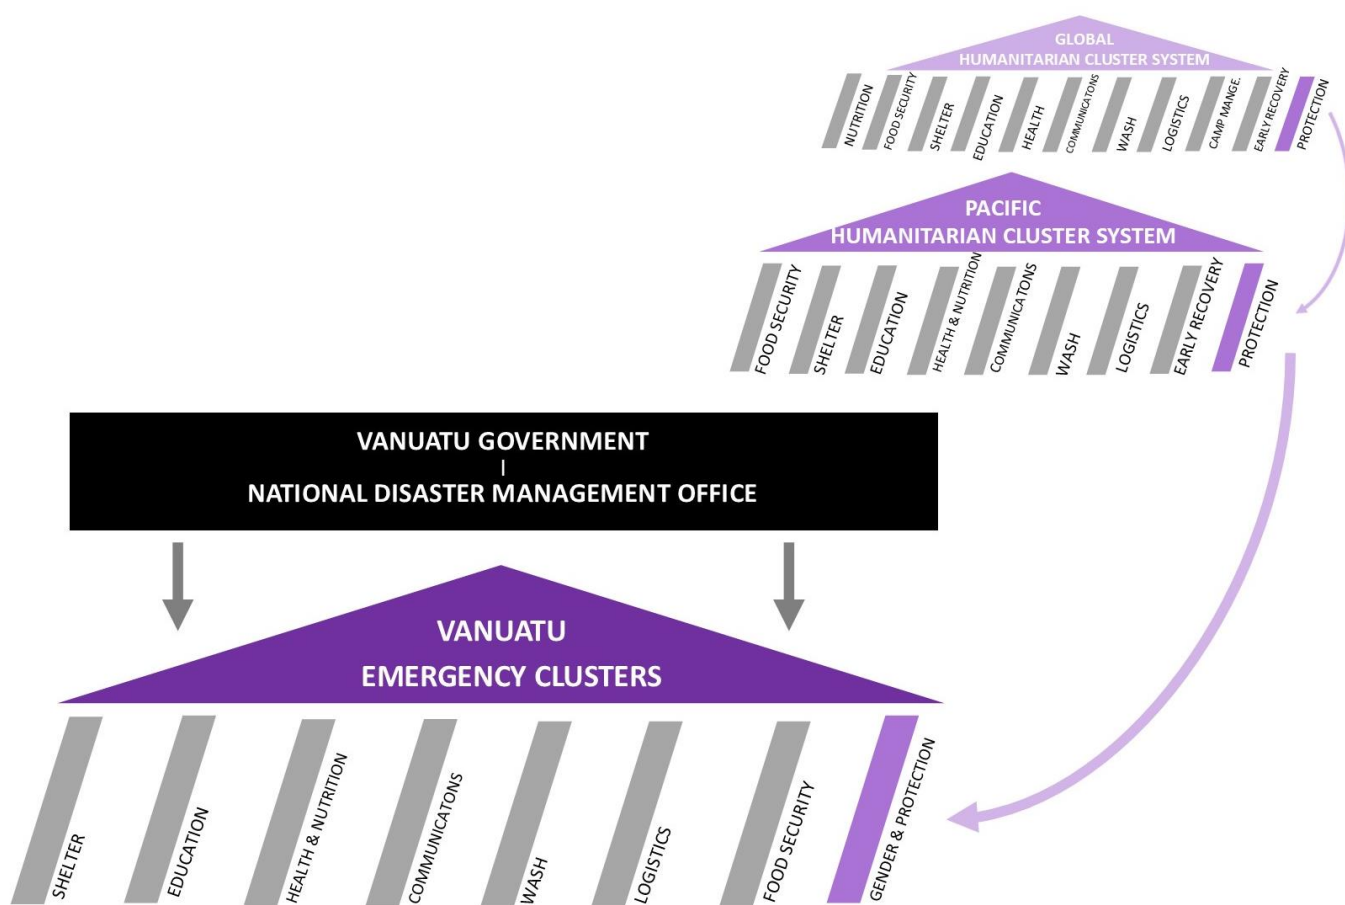 GLOBAL
HUMANITARIAN CLUSTER SYSTEM
NUTRITION
FOOD SECURITY
SHELTER
EDUCATION
HEALTH
COMMUNICATONS
WASH
LOGISTICS
CAMP MANGE.
EARLY RECOVERY
PROTECTION
PACIFIC
HUMANITARIAN CLUSTER SYSTEM
FOOD SECURITY
SHELTER
EDUCATION
HEALTH & NUTRITION
COMMUNICATONS
WASH
LOGISTICS
EARLY RECOVERY
PROTECTION
VANUATU GOVERNMENT
NATIONAL DISASTER MANAGEMENT OFFICE
VANUATU
EMERGENCY CLUSTERS
SHELTER
EDUCATION
HEALTH & NUTRITION
COMMUNICATONS
WASH
LOGISTICS
FOOD SECURITY
GENDER & PROTECTION